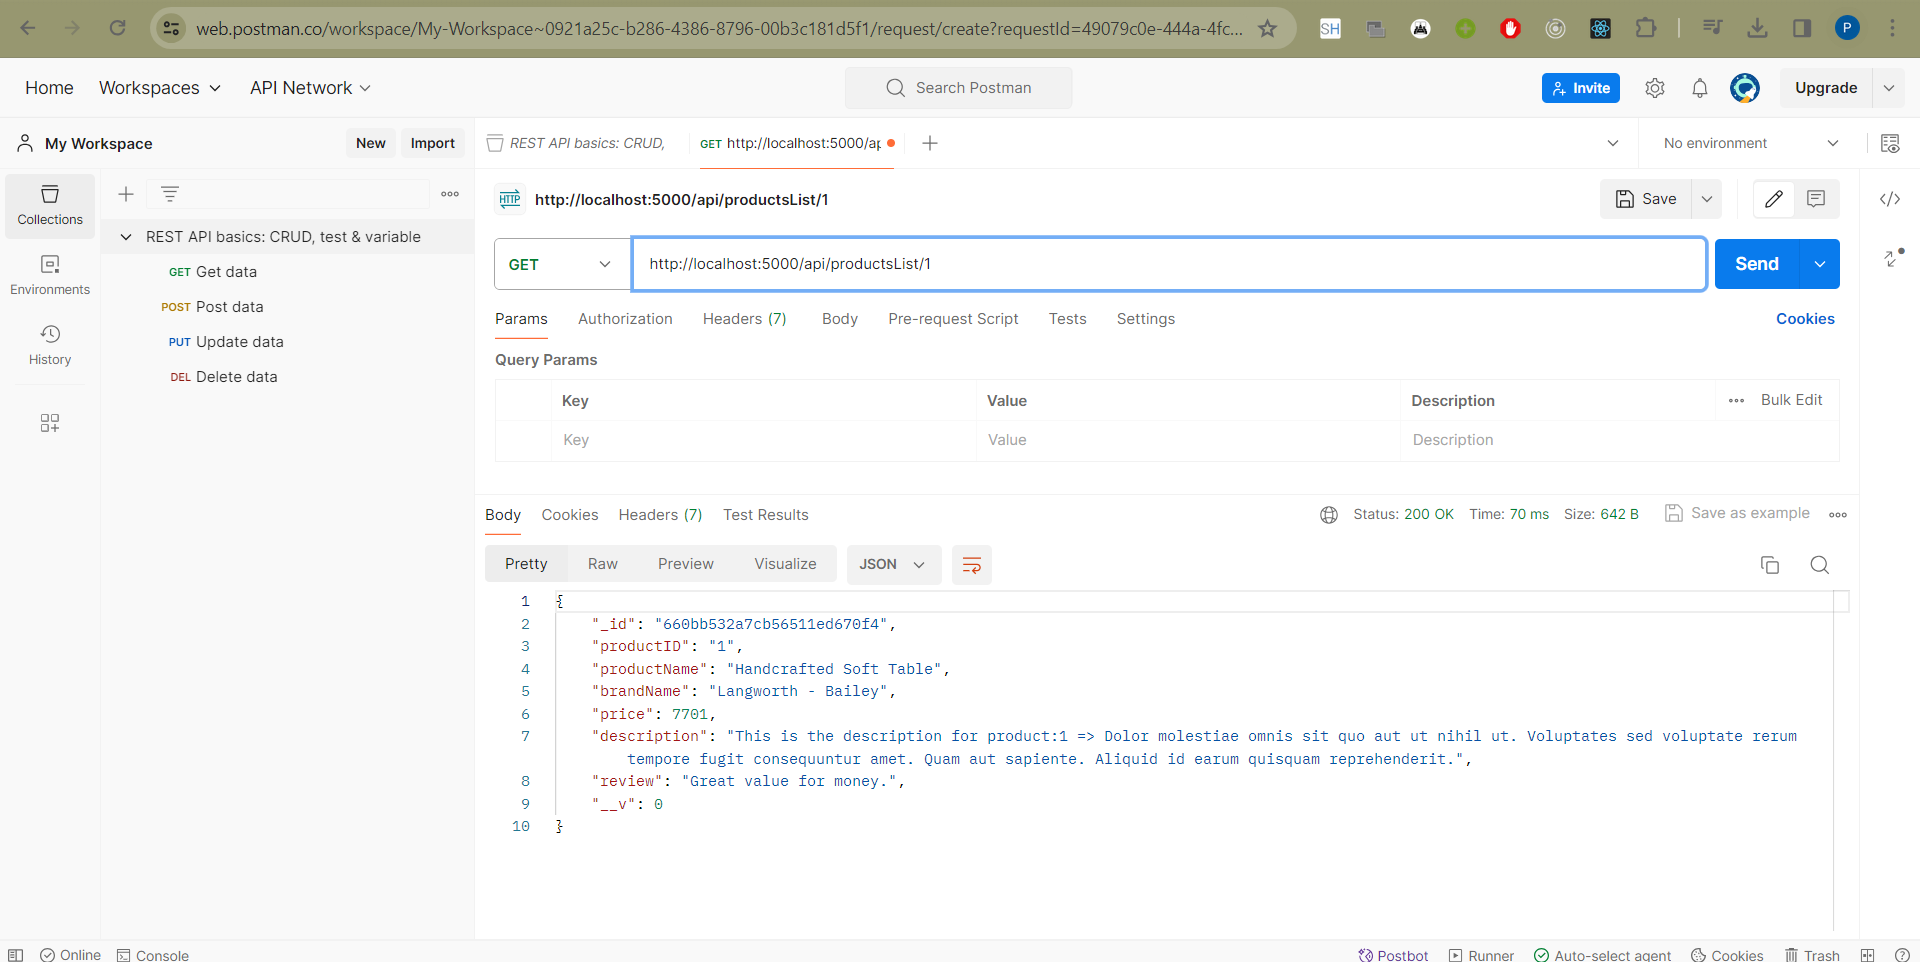 web.postman.co/workspace/My-Workspace~0921a25c-b286-4386-8796-00b3c181d5f1/request/create?requestId=49079c0e-444a-4fc...
SH
P
Home
Workspaces
API Network
Search Postman
Invite
Upgrade
My Workspace
New
Import
REST API basics: CRUD,
GET http://localhost:5000/ap
No environment
Collections
Environments
History
REST API basics: CRUD, test & variable
GET Get data
POST Post data
PUT Update data
DEL Delete data
HTTP http://localhost:5000/api/productsList/1
Save
GET
http://localhost:5000/api/productsList/1
Send
Params
Authorization
Headers (7)
Body
Pre-request Script
Tests
Settings
Cookies
Query Params
Key
Value
Description
Bulk Edit
Key
Value
Description
Body
Cookies
Headers (7)
Test Results
Status: 200 OK
Time: 70 ms
Size: 642 B
Save as example
Pretty
Raw
Preview
Visualize
JSON
1 {
2 "_id": "660bb532a7cb56511ed670f4",
3 "productID": "1",
4 "productName": "Handcrafted Soft Table",
5 "brandName": "Langworth - Bailey",
6 "price": 7701,
7 "description": "This is the description for product:1 => Dolor molestiae omnis sit quo aut ut nihil ut. Voluptates sed voluptate rerum
tempore fugit consequuntur amet. Quam aut sapiente. Aliquid id earum quisquam reprehenderit.",
8 "review": "Great value for money.",
9 "__v": 0
10 }
Online
Console
Postbot
Runner
Auto-select agent
Cookies
Trash